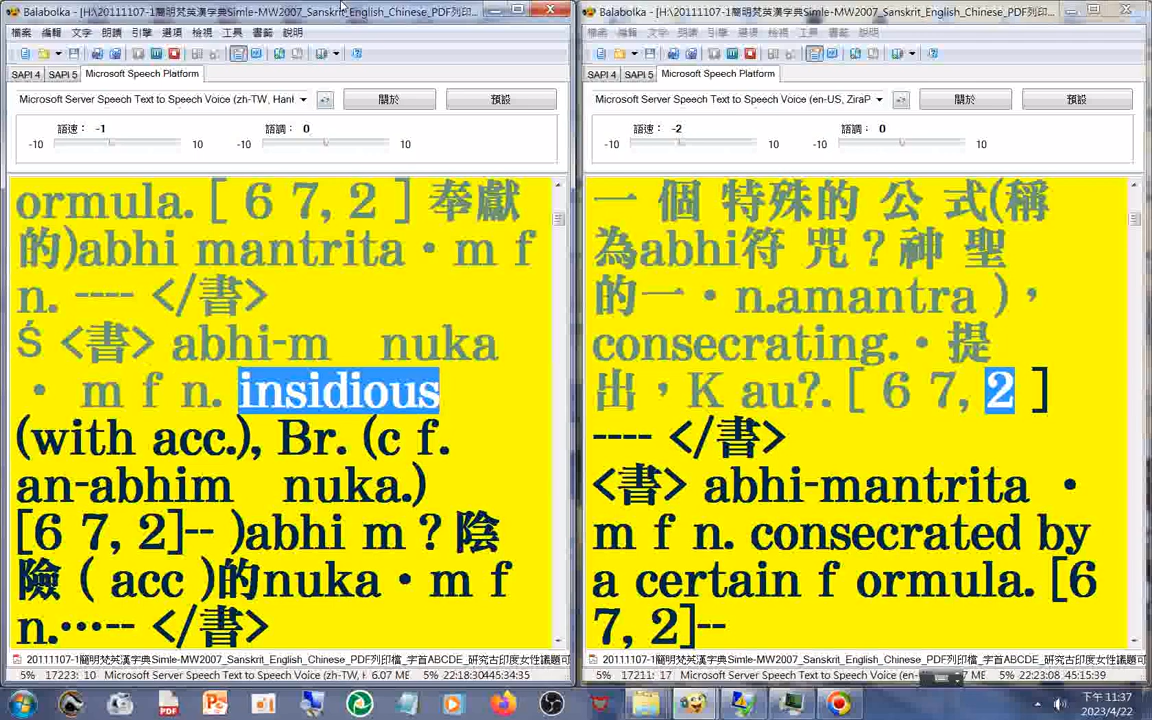 Balabolka - [H:\20111107-1簡明梵英漢字典Simle-MW2007_Sanskrit_English_Chinese_PDF列印...
檔案 編輯 文字 朗讀 引擎 選項 檢視 工具 書籤 說明
SAPI 4 SAPI 5 Microsoft Speech Platform
Microsoft Server Speech Text to Speech Voice (zh-TW, Hanl
關於 預設
語速： -1 語調： 0
-10 10 -10 10
ormula. [ 6 7, 2 ] 奉獻
的)abhi mantrita・m f
n. ---- </書>
Ś <書> abhi-m nuka
・ m f n. insidious
(with acc.), Br. (c f.
an-abhim nuka.)
[6 7, 2]-- )abhi m？陰
險 ( acc )的nuka・m f
n.…-- </書>
20111107-1簡明梵英漢字典Simle-MW2007_Sanskrit_English_Chinese_PDF列印檔_字首ABCDE_研究古印度女性議題可
5% 17223: 10 Microsoft Server Speech Text to Speech Voice (zh-TW, H 6.07 ME 5% 22:18:30445:34:35
Balabolka - [H:\20111107-1簡明梵英漢字典Simle-MW2007_Sanskrit_English_Chinese_PDF列印...
檔案 編輯 文字 朗讀 引擎 選項 檢視 工具 書籤 說明
SAPI 4 SAPI 5 Microsoft Speech Platform
Microsoft Server Speech Text to Speech Voice (en-US, ZiraP
關於 預設
語速： -2 語調： 0
-10 10 -10 10
一 個 特殊的 公 式(稱
為abhi符 咒？神 聖
的一・n.amantra )，
consecrating.・提
出，K au?. [ 6 7, 2 ]
---- </書>
<書> abhi-mantrita ・
m f n. consecrated by
a certain f ormula. [6
7, 2]--
20111107-1簡明梵英漢字典Simle-MW2007_Sanskrit_English_Chinese_PDF列印檔_字首ABCDE_研究古印度女性議題可
5% 17211: 17 Microsoft Server Speech Text to Speech Voice (en- 6.07 ME 5% 22:23:08445:15:39
下午 11:37
2023/4/22